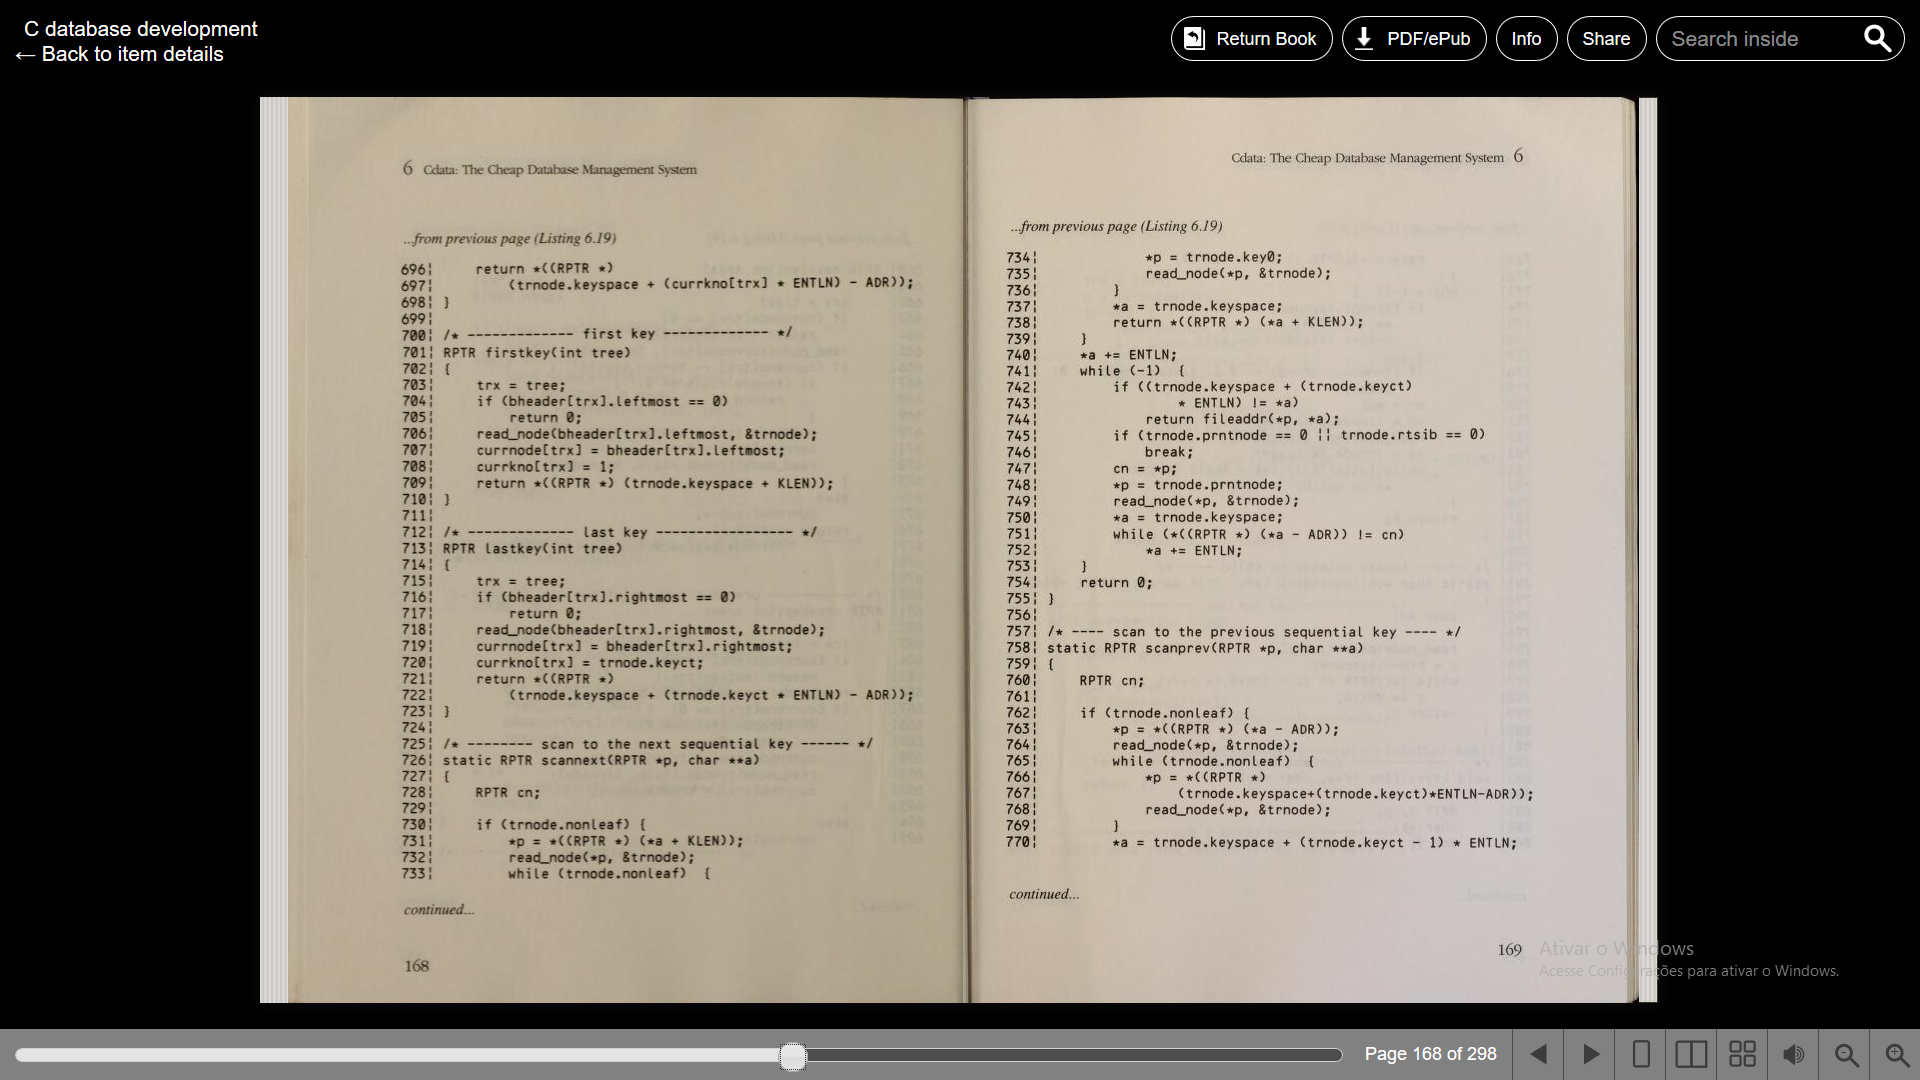 C database development
← Back to item details
Return Book
PDF/ePub
Info
Share
Search inside
6 Cdata: The Cheap Database Management System
...from previous page (Listing 6.19)
696¦     return *((RPTR *)
697¦         (trnode.keyspace + (currkno[trx] * ENTLN) - ADR));
698¦ }
699¦
700¦ /* ------------- first key ------------- */
701¦ RPTR firstkey(int tree)
702¦ {
703¦     trx = tree;
704¦     if (bheader[trx].leftmost == 0)
705¦         return 0;
706¦     read_node(bheader[trx].leftmost, &trnode);
707¦     currnode[trx] = bheader[trx].leftmost;
708¦     currkno[trx] = 1;
709¦     return *((RPTR *) (trnode.keyspace + KLEN));
710¦ }
711¦
712¦ /* ------------- last key ----------------- */
713¦ RPTR lastkey(int tree)
714¦ {
715¦     trx = tree;
716¦     if (bheader[trx].rightmost == 0)
717¦         return 0;
718¦     read_node(bheader[trx].rightmost, &trnode);
719¦     currnode[trx] = bheader[trx].rightmost;
720¦     currkno[trx] = trnode.keyct;
721¦     return *((RPTR *)
722¦         (trnode.keyspace + (trnode.keyct * ENTLN) - ADR));
723¦ }
724¦
725¦ /* -------- scan to the next sequential key ------ */
726¦ static RPTR scannext(RPTR *p, char **a)
727¦ {
728¦     RPTR cn;
729¦
730¦     if (trnode.nonleaf) {
731¦         *p = *((RPTR *) (*a + KLEN));
732¦         read_node(*p, &trnode);
733¦         while (trnode.nonleaf)  {
continued...
168
Cdata: The Cheap Database Management System 6
...from previous page (Listing 6.19)
734¦             *p = trnode.key0;
735¦             read_node(*p, &trnode);
736¦         }
737¦         *a = trnode.keyspace;
738¦         return *((RPTR *) (*a + KLEN));
739¦     }
740¦     *a += ENTLN;
741¦     while (-1)  {
742¦         if ((trnode.keyspace + (trnode.keyct)
743¦                 * ENTLN) != *a)
744¦             return fileaddr(*p, *a);
745¦         if (trnode.prntnode == 0 ¦¦ trnode.rtsib == 0)
746¦             break;
747¦         cn = *p;
748¦         *p = trnode.prntnode;
749¦         read_node(*p, &trnode);
750¦         *a = trnode.keyspace;
751¦         while (*((RPTR *) (*a - ADR)) != cn)
752¦             *a += ENTLN;
753¦     }
754¦     return 0;
755¦ }
756¦
757¦ /* ---- scan to the previous sequential key ---- */
758¦ static RPTR scanprev(RPTR *p, char **a)
759¦ {
760¦     RPTR cn;
761¦
762¦     if (trnode.nonleaf) {
763¦         *p = *((RPTR *) (*a - ADR));
764¦         read_node(*p, &trnode);
765¦         while (trnode.nonleaf)  {
766¦             *p = *((RPTR *)
767¦                 (trnode.keyspace+(trnode.keyct)*ENTLN-ADR));
768¦             read_node(*p, &trnode);
769¦         }
770¦         *a = trnode.keyspace + (trnode.keyct - 1) * ENTLN;
continued...
169
Ativar o Windows
Acesse Configurações para ativar o Windows.
Page 168 of 298